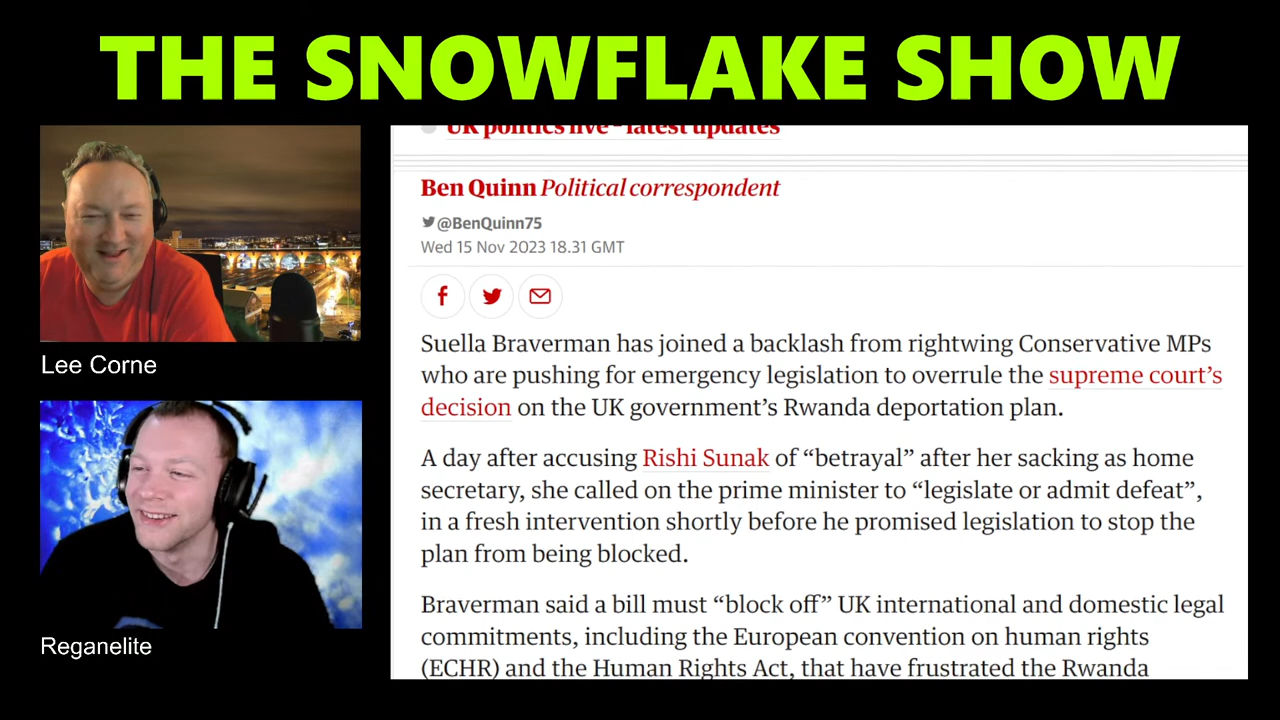 THE SNOWFLAKE SHOW
UK politics live - latest updates
Ben Quinn Political correspondent
@BenQuinn75
Wed 15 Nov 2023 18.31 GMT
Suella Braverman has joined a backlash from rightwing Conservative MPs
who are pushing for emergency legislation to overrule the supreme court’s
decision on the UK government’s Rwanda deportation plan.
A day after accusing Rishi Sunak of “betrayal” after her sacking as home
secretary, she called on the prime minister to “legislate or admit defeat”,
in a fresh intervention shortly before he promised legislation to stop the
plan from being blocked.
Braverman said a bill must “block off” UK international and domestic legal
commitments, including the European convention on human rights
(ECHR) and the Human Rights Act, that have frustrated the Rwanda
Lee Corne
Reganelite